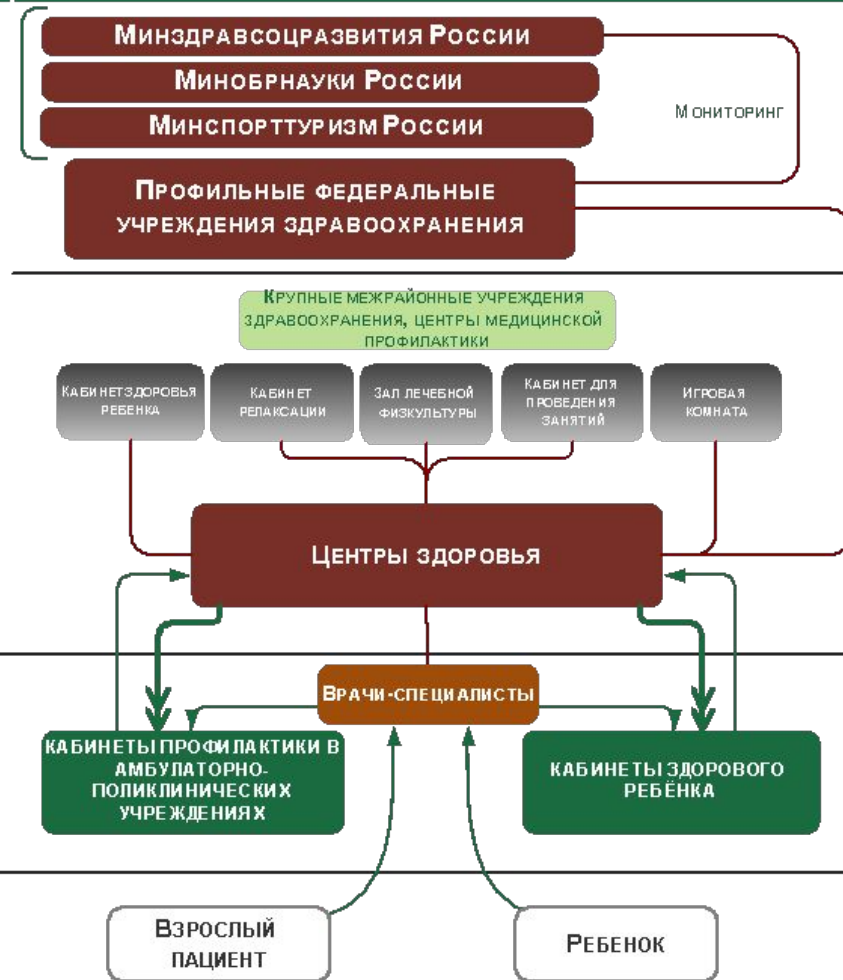 Минздравсоцразвития России
Минобрнауки России
Минспорттуризм России
Мониторинг
Профильные федеральные
учреждения здравоохранения
Крупные межрайонные учреждения
здравоохранения, центры медицинской
профилактики
Кабинет здоровья
ребенка
Кабинет
релаксации
Зал лечебной
физкультуры
Кабинет для
проведения
занятий
Игровая
комната
Центры здоровья
Врачи-специалисты
кабинеты профилактики в
амбулаторно-
поликлинических
учреждениях
кабинеты здорового
ребёнка
Взрослый
пациент
Ребенок